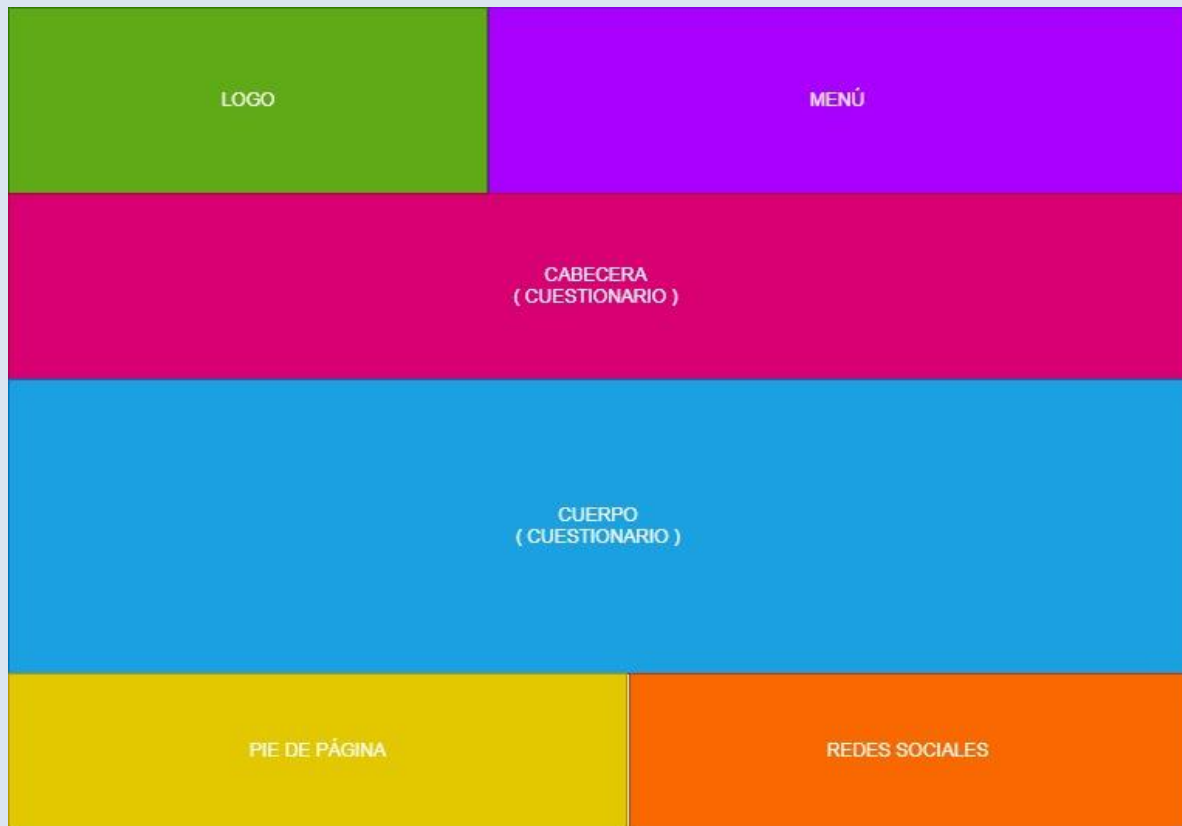 LOGO
MENÚ
CABECERA
( CUESTIONARIO )
CUERPO
( CUESTIONARIO )
PIE DE PÁGINA
REDES SOCIALES